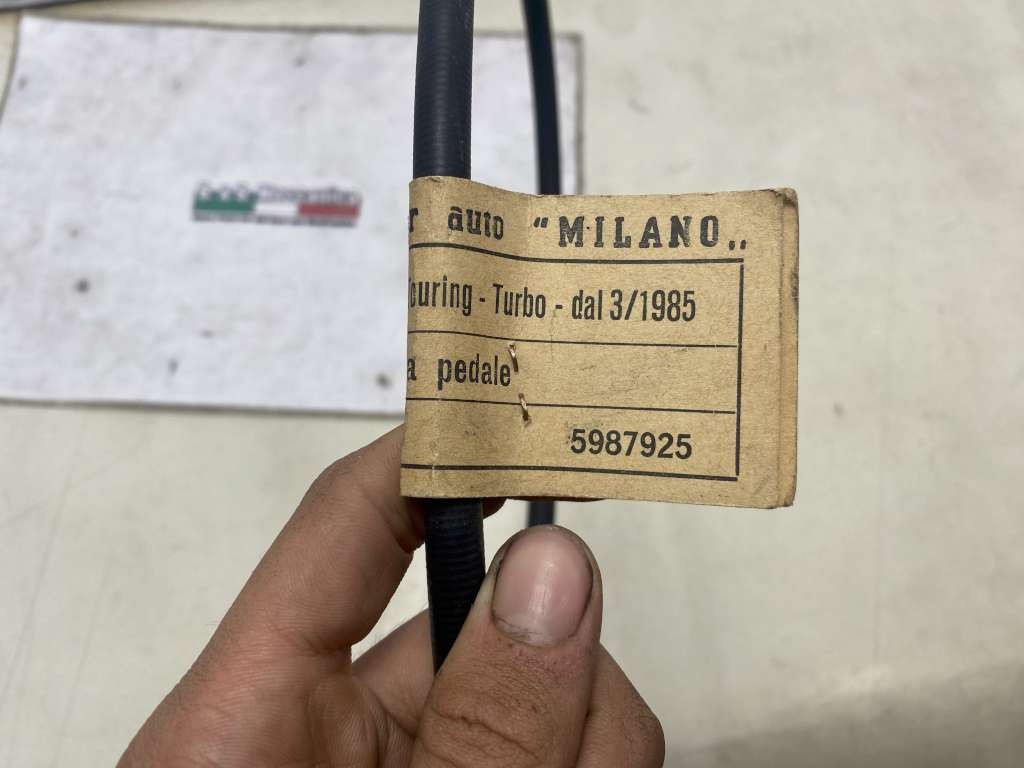 r auto "MILANO„
Touring - Turbo - dal 3/1985
a pedale
5987925